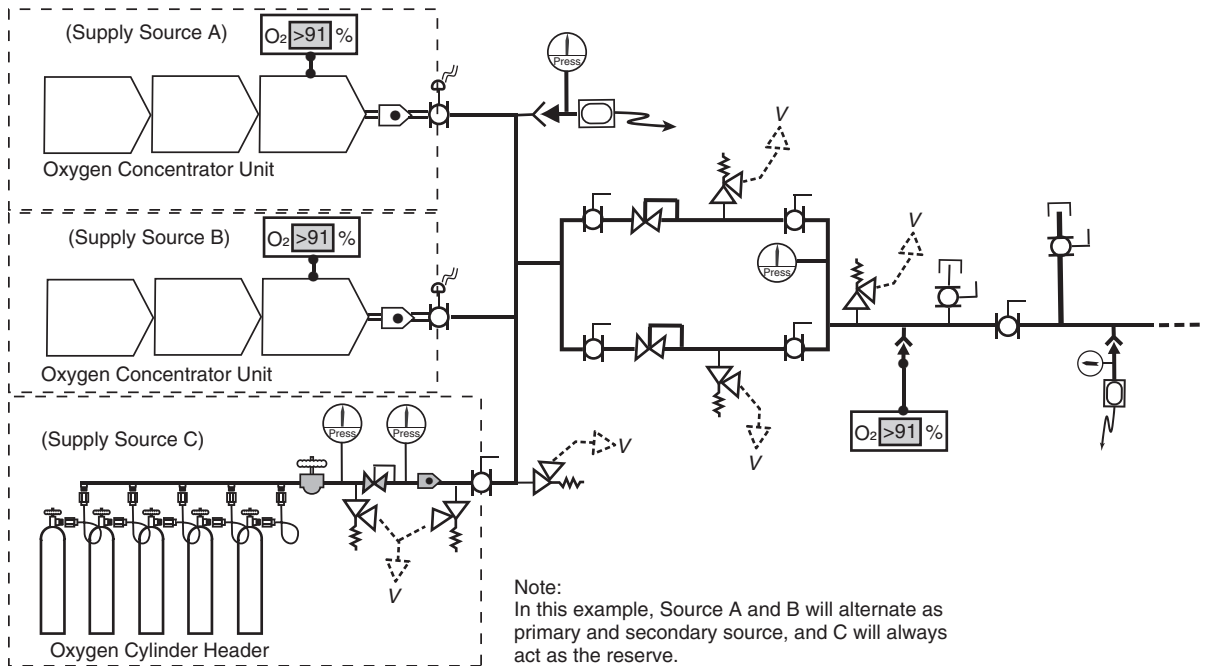 (Supply Source A)
O₂ >91 %
Oxygen Concentrator Unit
Press
V
(Supply Source B)
O₂ >91 %
Oxygen Concentrator Unit
Press
V
V
O₂ >91 %
(Supply Source C)
Press
Press
V
V
Oxygen Cylinder Header
Note:
In this example, Source A and B will alternate as
primary and secondary source, and C will always
act as the reserve.